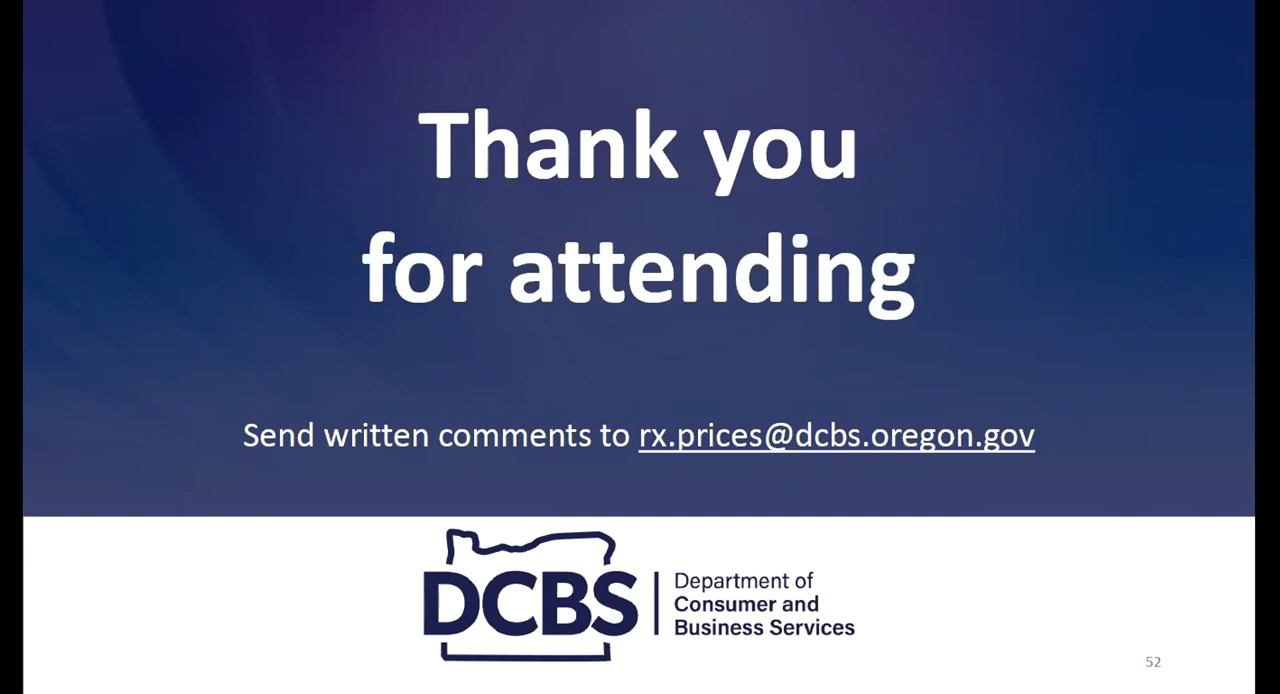 Thank you
for attending
Send written comments to rx.prices@dcbs.oregon.gov
DCBS
Department of
Consumer and
Business Services
52